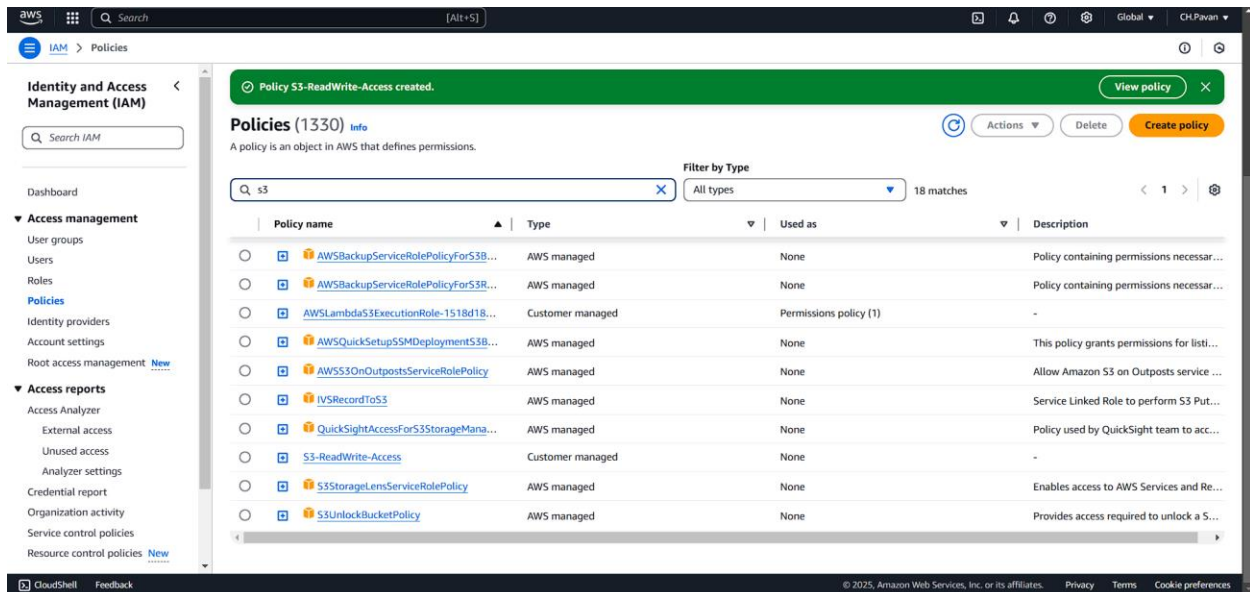 aws Search [Alt+S] Global CH.Pavan
IAM > Policies
Identity and Access Management (IAM)
Search IAM
Dashboard
Access management
User groups
Users
Roles
Policies
Identity providers
Account settings
Root access management New
Access reports
Access Analyzer
External access
Unused access
Analyzer settings
Credential report
Organization activity
Service control policies
Resource control policies New
Policy S3-ReadWrite-Access created. View policy
Policies (1330) Info Actions Delete Create policy
A policy is an object in AWS that defines permissions.
Filter by Type
s3 All types 18 matches 1
Policy name Type Used as Description
AWSBackupServiceRolePolicyForS3B... AWS managed None Policy containing permissions necessar...
AWSBackupServiceRolePolicyForS3R... AWS managed None Policy containing permissions necessar...
AWSLambdaS3ExecutionRole-1518d18... Customer managed Permissions policy (1) -
AWSQuickSetupSSMDeploymentS3B... AWS managed None This policy grants permissions for listi...
AWSS3OnOutpostsServiceRolePolicy AWS managed None Allow Amazon S3 on Outposts service ...
IVSRecordToS3 AWS managed None Service Linked Role to perform S3 Put...
QuickSightAccessForS3StorageMana... AWS managed None Policy used by QuickSight team to acc...
S3-ReadWrite-Access Customer managed None -
S3StorageLensServiceRolePolicy AWS managed None Enables access to AWS Services and Re...
S3UnlockBucketPolicy AWS managed None Provides access required to unlock a S...
CloudShell Feedback © 2025, Amazon Web Services, Inc. or its affiliates. Privacy Terms Cookie preferences